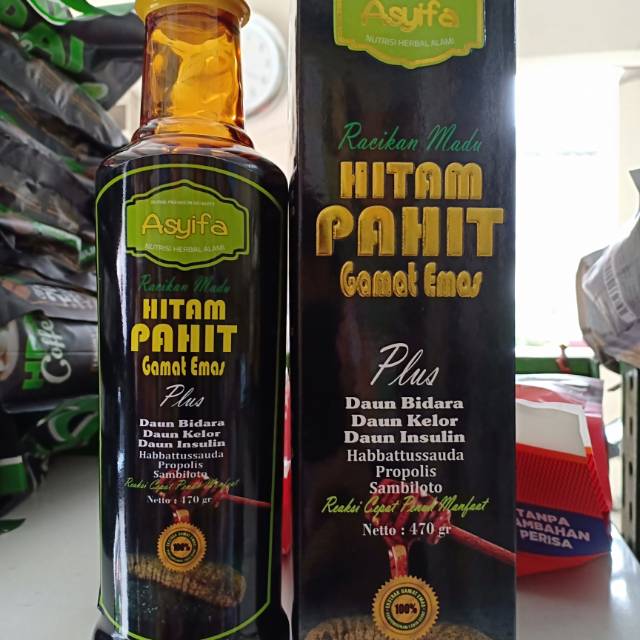 Asyifa
NUTRISI HERBAL ALAMI
Racikan Madu
HITAM
PAHIT
Gamat Emas
Plus
Daun Bidara
Daun Kelor
Daun Insulin
Habbattussauda
Propolis
Sambiloto
Reaksi Cepat Penuh Manfaat
Netto : 470 gr
100%
Asyifa
NUTRISI HERBAL ALAMI
Racikan Madu
HITAM
PAHIT
Gamat Emas
Plus
Daun Bidara
Daun Kelor
Daun Insulin
Habbattussauda
Propolis
Sambiloto
Reaksi Cepat Penuh Manfaat
Netto : 470 gr
100%
Coffee
TANPA
AMBAHAN
PERISA